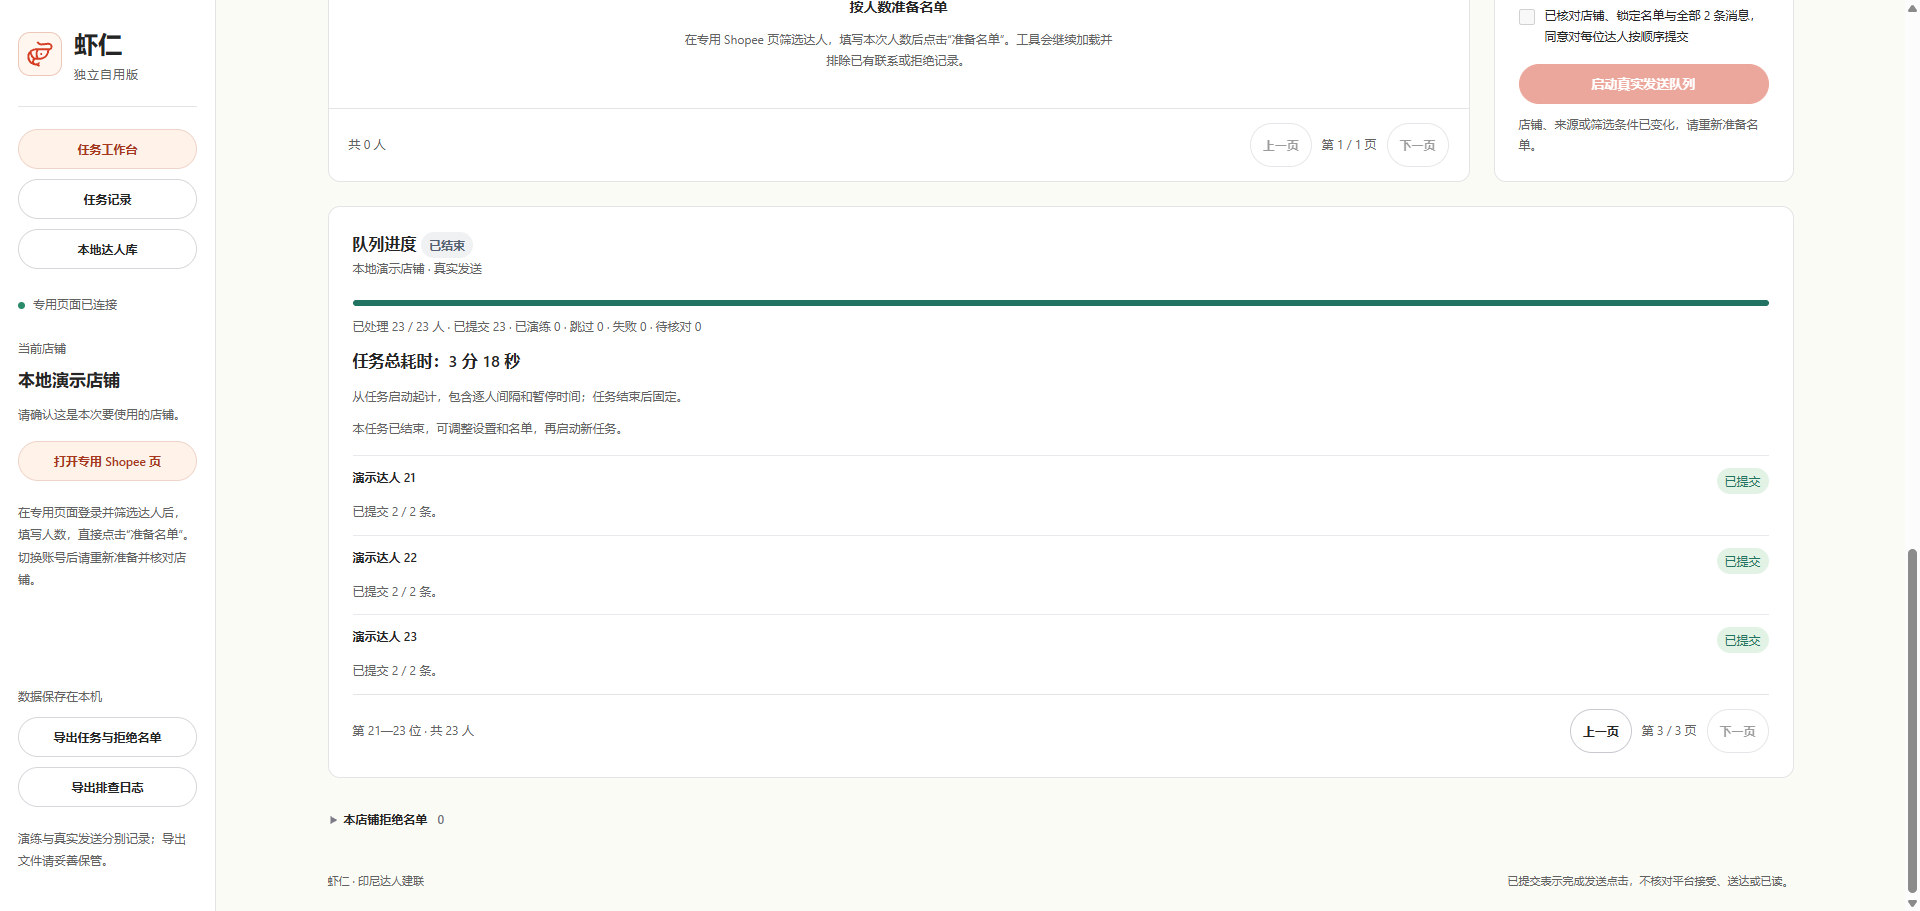 虾仁
独立自用版
任务工作台
任务记录
本地达人库
专用页面已连接
当前店铺
本地演示店铺
请确认这是本次要使用的店铺。
打开专用 Shopee 页
在专用页面登录并筛选达人后，
填写人数，直接点击“准备名单”。
切换账号后请重新准备并核对店
铺。
数据保存在本机
导出任务与拒绝名单
导出排查日志
演练与真实发送分别记录；导出
文件请妥善保管。
按人数准备名单
在专用 Shopee 页筛选达人，填写本次人数后点击“准备名单”。工具会继续加载并
排除已有联系或拒绝记录。
共 0 人
上一页
第 1 / 1 页
下一页
已核对店铺、锁定名单与全部 2 条消息，
同意对每位达人按顺序提交
启动真实发送队列
店铺、来源或筛选条件已变化，请重新准备名
单。
队列进度 已结束
本地演示店铺 · 真实发送
已处理 23 / 23 人 · 已提交 23 · 已演练 0 · 跳过 0 · 失败 0 · 待核对 0
任务总耗时：3 分 18 秒
从任务启动起计，包含逐人间隔和暂停时间；任务结束后固定。
本任务已结束，可调整设置和名单，再启动新任务。
演示达人 21
已提交
已提交 2 / 2 条。
演示达人 22
已提交
已提交 2 / 2 条。
演示达人 23
已提交
已提交 2 / 2 条。
第 21—23 位 · 共 23 人
上一页
第 3 / 3 页
下一页
本店铺拒绝名单 0
虾仁 · 印尼达人建联
已提交表示完成发送点击，不核对平台接受、送达或已读。